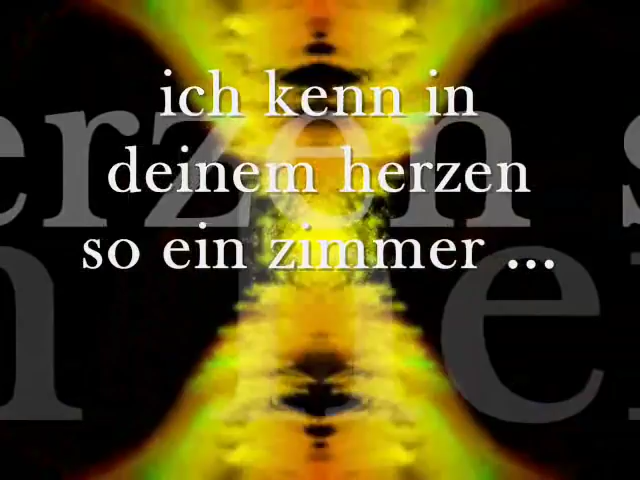 ich kenn in
deinem herzen
so ein zimmer ...